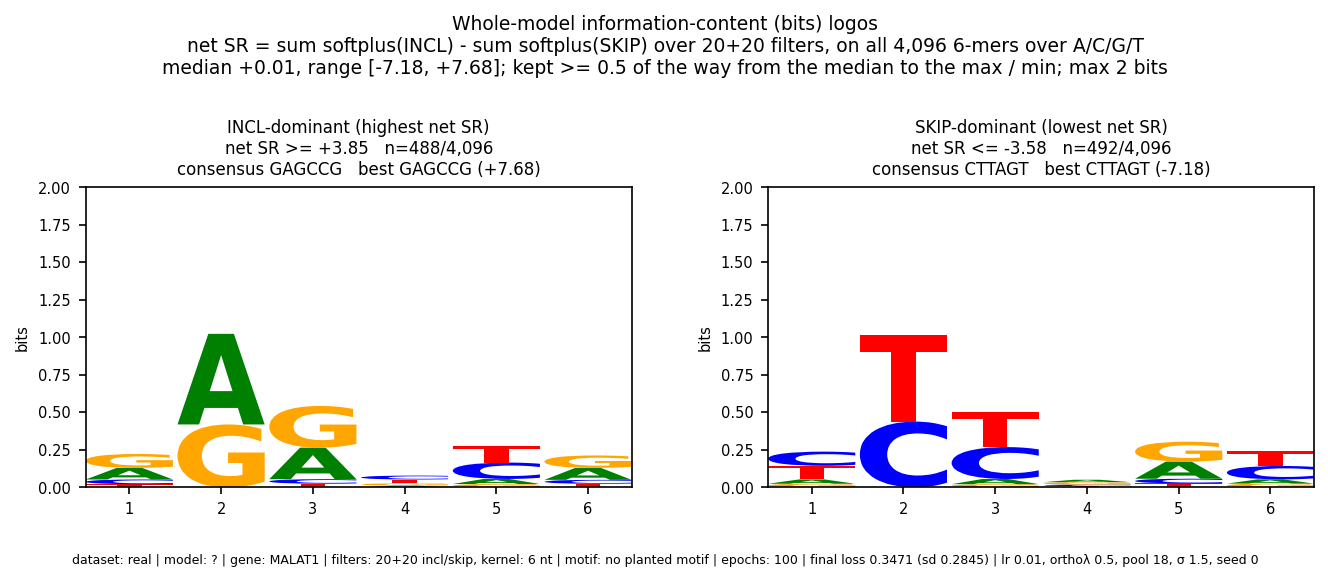 Whole-model information-content (bits) logos
net SR = sum softplus(INCL) - sum softplus(SKIP) over 20+20 filters, on all 4,096 6-mers over A/C/G/T
median +0.01, range [-7.18, +7.68]; kept >= 0.5 of the way from the median to the max / min; max 2 bits
INCL-dominant (highest net SR)
net SR >= +3.85   n=488/4,096
consensus GAGCCG   best GAGCCG (+7.68)
2.00
1.75
1.50
1.25
1.00
0.75
0.50
0.25
0.00
bits
1 2 3 4 5 6
SKIP-dominant (lowest net SR)
net SR <= -3.58   n=492/4,096
consensus CTTAGT   best CTTAGT (-7.18)
2.00
1.75
1.50
1.25
1.00
0.75
0.50
0.25
0.00
bits
1 2 3 4 5 6
dataset: real | model: ? | gene: MALAT1 | filters: 20+20 incl/skip, kernel: 6 nt | motif: no planted motif | epochs: 100 | final loss 0.3471 (sd 0.2845) | lr 0.01, orthoλ 0.5, pool 18, σ 1.5, seed 0